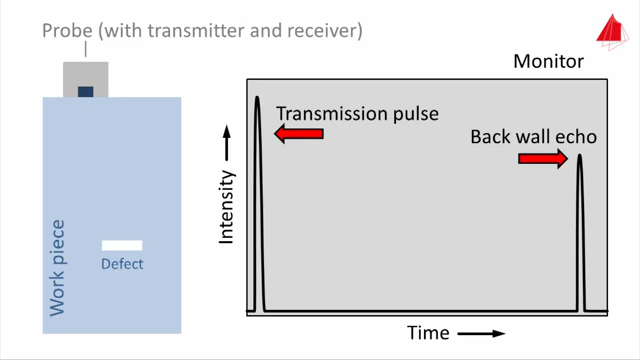 Probe (with transmitter and receiver)
Monitor
Transmission pulse
Back wall echo
Intensity
Work piece
Defect
Time